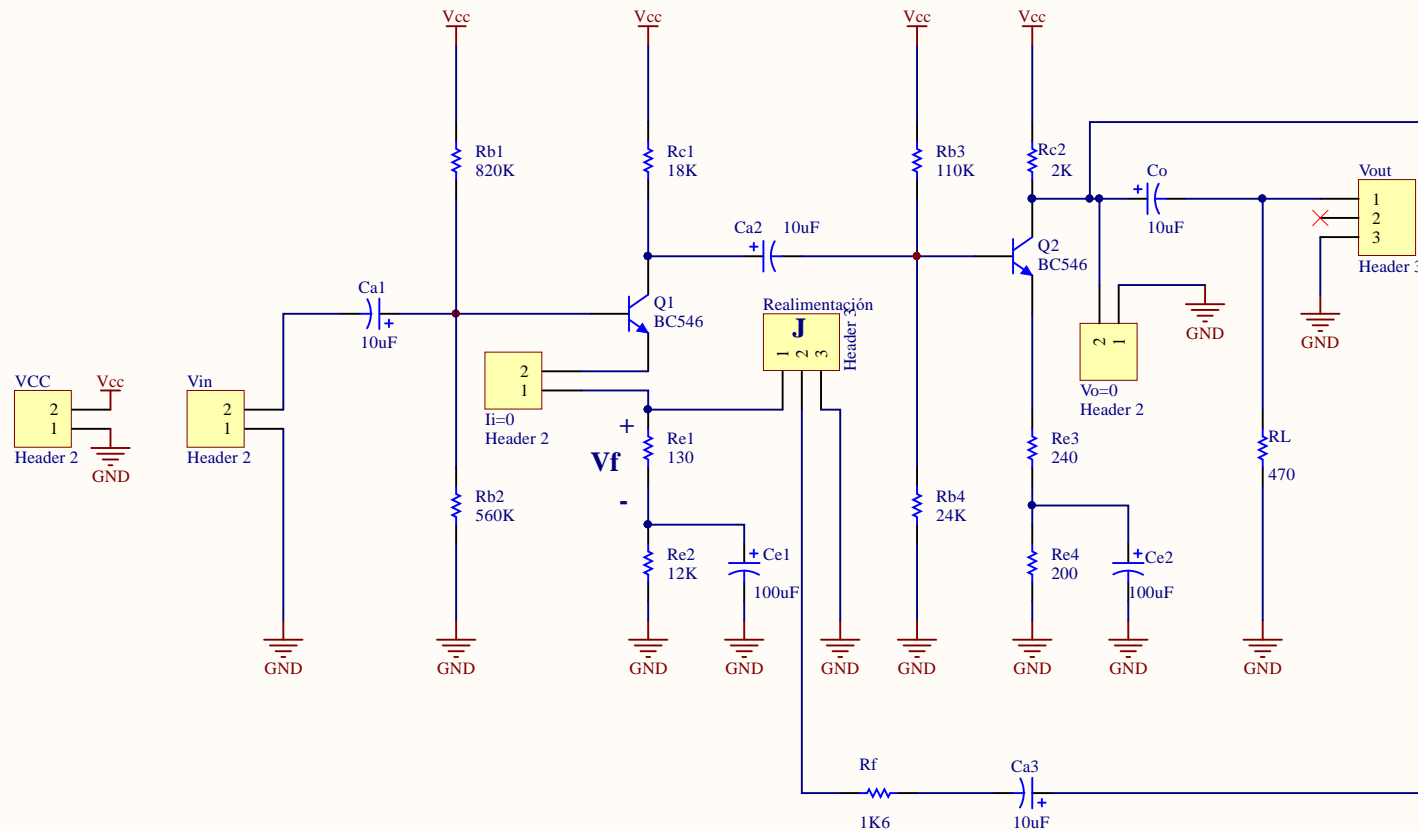 Vcc
Vcc
Vcc
Vcc
Rb1
820K
Rc1
18K
Rb3
110K
Rc2
2K
Co
10uF
Vout
1
2
3
Header 3
Ca2
10uF
Q2
BC546
Ca1
10uF
Q1
BC546
Realimentación
J
1
2
3
Header 3
GND
GND
2
1
Vo=0
Header 2
VCC
2
1
Header 2
Vcc
GND
Vin
2
1
Header 2
2
1
Ii=0
Header 2
+
Vf
-
Re1
130
Re3
240
RL
470
Rb2
560K
Rb4
24K
Re2
12K
Ce1
100uF
Re4
200
Ce2
100uF
GND
GND
GND
GND
GND
GND
GND
GND
GND
Rf
1K6
Ca3
10uF